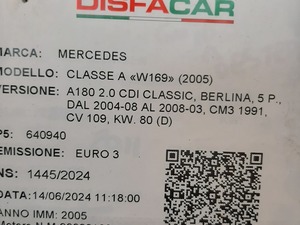 DISFACAR
MARCA: MERCEDES
MODELLO: CLASSE A «W169» (2005)
VERSIONE: A180 2.0 CDI CLASSIC, BERLINA, 5 P.,
DAL 2004-08 AL 2008-03, CM3 1991,
CV 109, KW. 80 (D)
P5: 640940
EMISSIONE: EURO 3
NS: 1445/2024
DATA: 14/06/2024 11:18:00
ANNO IMM: 2005